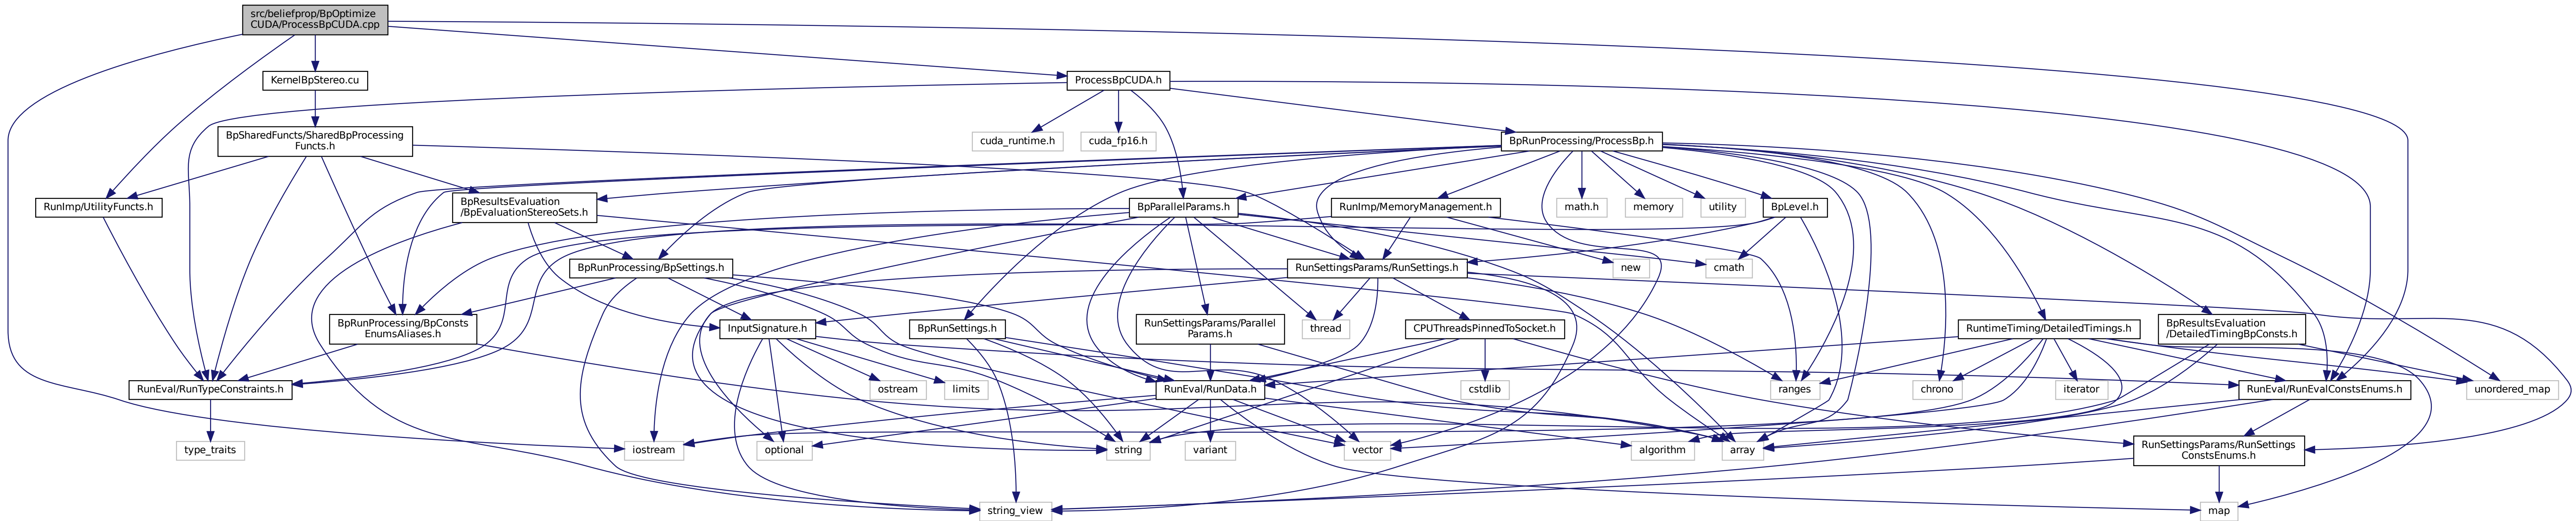 src/beliefprop/BpOptimize
CUDA/ProcessBpCUDA.cpp
KernelBpStereo.cu
ProcessBpCUDA.h
BpSharedFuncts/SharedBpProcessing
Functs.h
cuda_runtime.h
cuda_fp16.h
BpRunProcessing/ProcessBp.h
RunImp/UtilityFuncts.h
BpResultsEvaluation
/BpEvaluationStereoSets.h
BpParallelParams.h
RunImp/MemoryManagement.h
math.h
memory
utility
BpLevel.h
BpRunProcessing/BpSettings.h
RunSettingsParams/RunSettings.h
new
cmath
BpRunProcessing/BpConsts
EnumsAliases.h
InputSignature.h
BpRunSettings.h
RunSettingsParams/Parallel
Params.h
thread
CPUThreadsPinnedToSocket.h
RuntimeTiming/DetailedTimings.h
BpResultsEvaluation
/DetailedTimingBpConsts.h
RunEval/RunTypeConstraints.h
ostream
limits
RunEval/RunData.h
cstdlib
ranges
chrono
iterator
RunEval/RunEvalConstsEnums.h
unordered_map
type_traits
iostream
optional
string
variant
vector
algorithm
array
RunSettingsParams/RunSettings
ConstsEnums.h
string_view
map